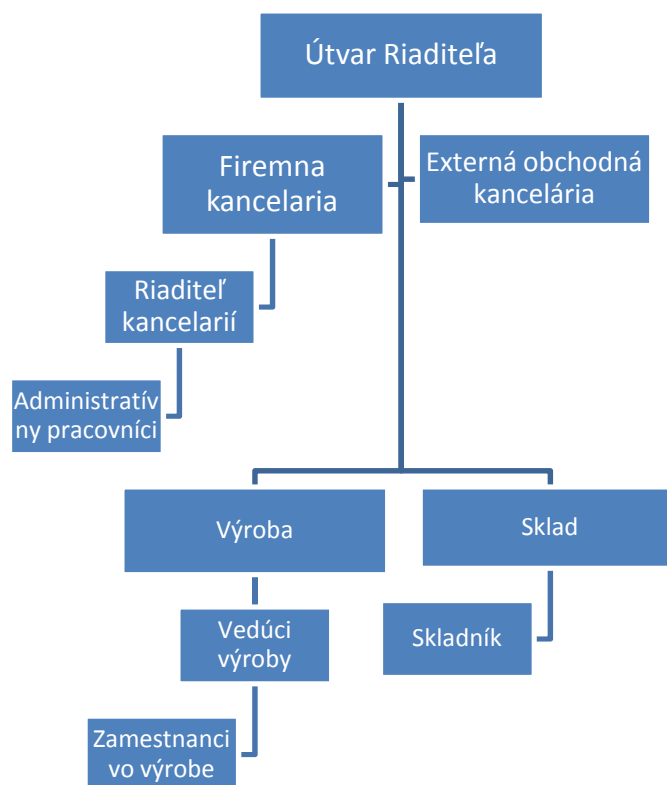 Útvar Riaditeľa
Firemna
kancelaria
Externá obchodná
kancelária
Riaditeľ
kancelarií
Administratív
ny pracovníci
Výroba
Sklad
Vedúci
výroby
Skladník
Zamestnanci
vo výrobe